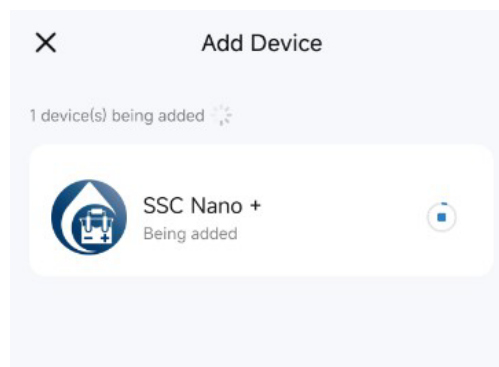 Add Device
1 device(s) being added
SSC Nano +
Being added